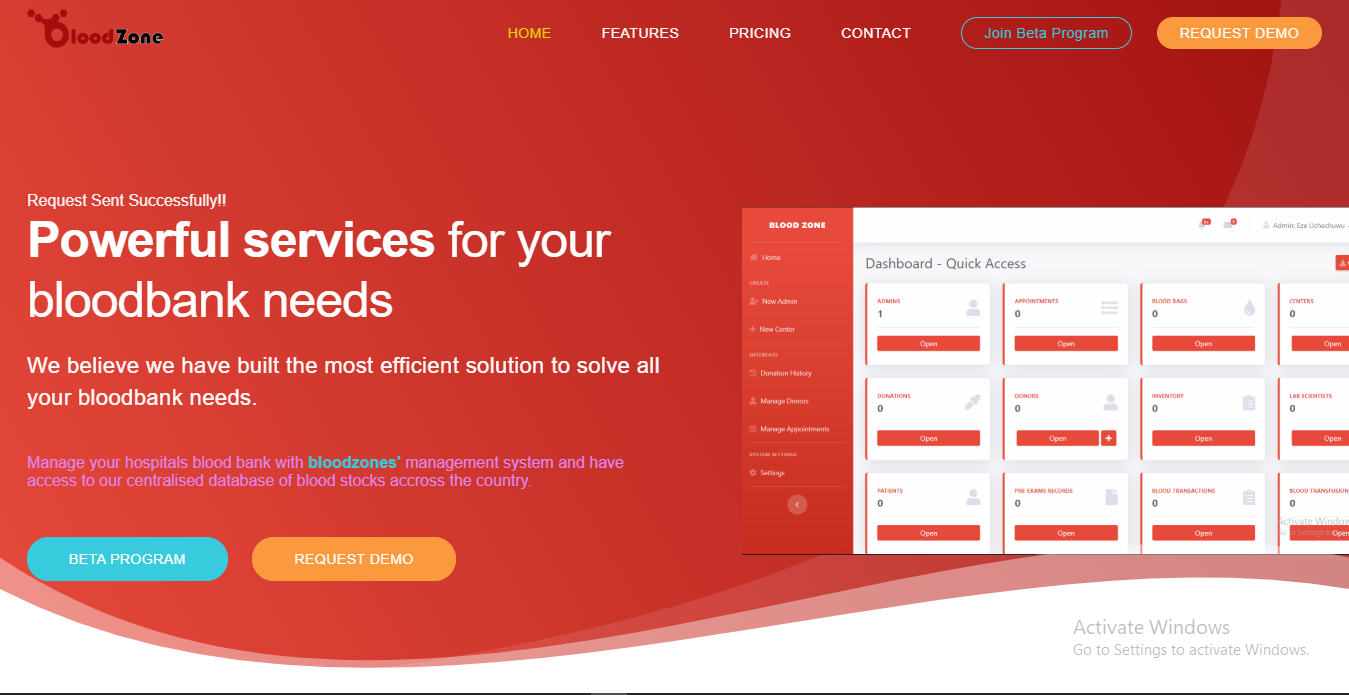 BloodZone
HOME
FEATURES
PRICING
CONTACT
Join Beta Program
REQUEST DEMO
Request Sent Successfully!!
Powerful services for your
bloodbank needs
We believe we have built the most efficient solution to solve all
your bloodbank needs.
Manage your hospitals blood bank with bloodzones' management system and have
access to our centralised database of blood stocks accross the country.
BETA PROGRAM
REQUEST DEMO
BLOOD ZONE
Home
CREATE
New Admin
New Center
INTERFACE
Donation History
Manage Donors
Manage Appointments
SYSTEM SETTINGS
Settings
Admin: Eze Uchechuwu -
Dashboard - Quick Access
ADMINS
1
Open
APPOINTMENTS
0
Open
BLOOD BAGS
0
Open
CENTERS
0
Open
DONATIONS
0
Open
DONORS
0
Open
INVENTORY
0
Open
LAB SCIENTISTS
0
Open
PATIENTS
0
Open
PRE-EXAMS RECORDS
0
Open
BLOOD TRANSACTIONS
0
Open
BLOOD TRANSFUSION
0
Activate Window
Go to Settings to
Open
Activate Windows
Go to Settings to activate Windows.